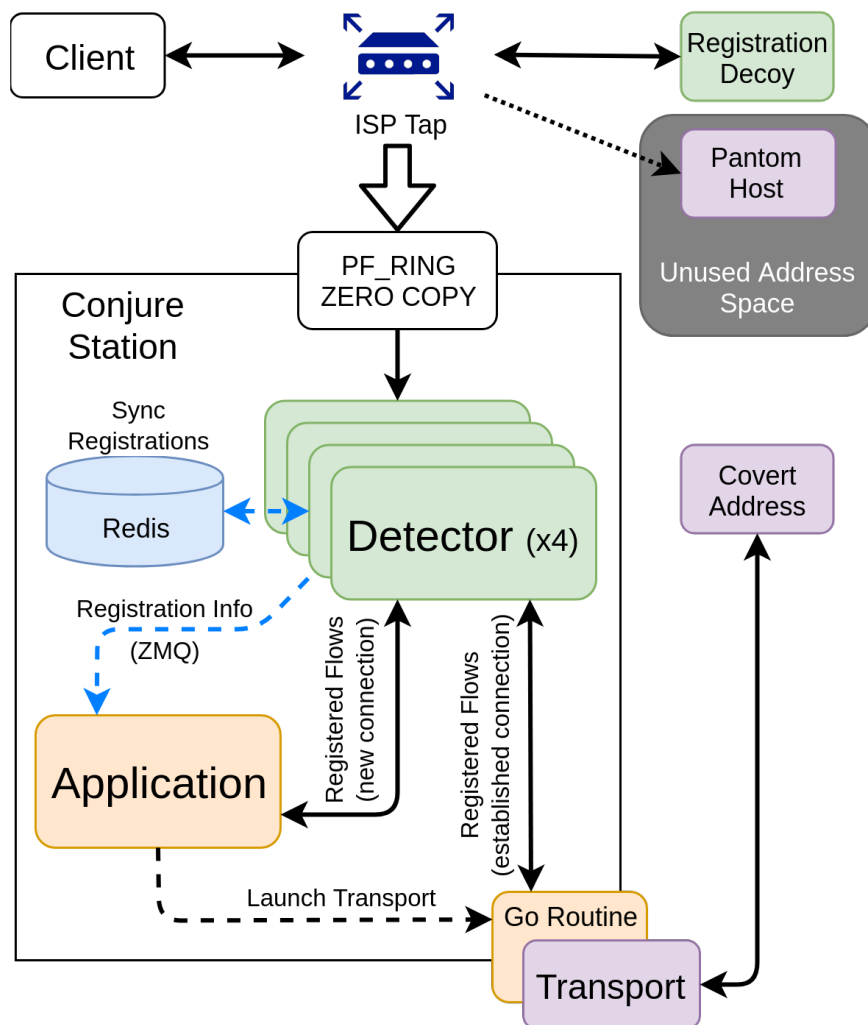 Client
ISP Tap
Registration
Decoy
Pantom
Host
Unused Address
Space
PF_RING
ZERO COPY
Conjure
Station
Sync
Registrations
Redis
Detector (x4)
Covert
Address
Registration Info
(ZMQ)
Registered Flows
(new connection)
Registered Flows
(established connection)
Application
Launch Transport
Go Routine
Transport